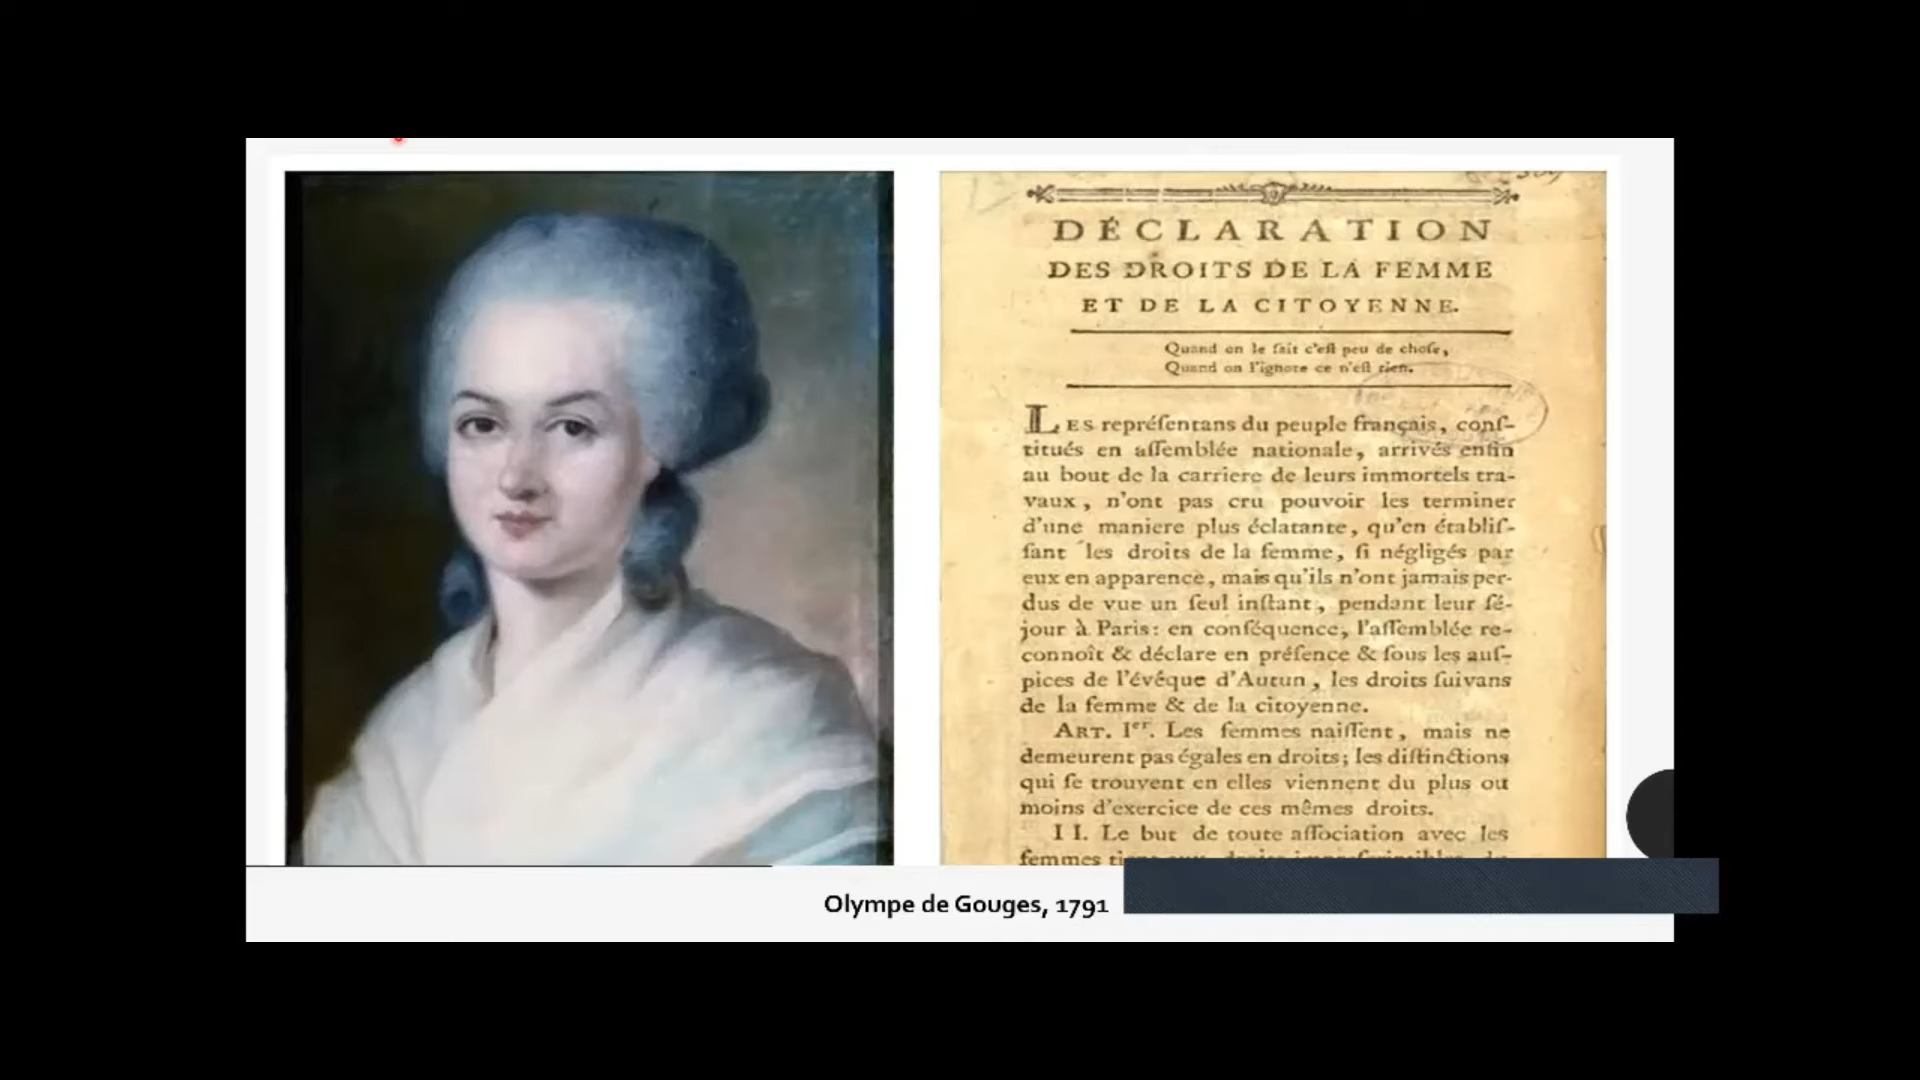 DÉCLARATION
DES DROITS DE LA FEMME
ET DE LA CITOYENNE.
Quand on le ſait c'eſt peu de choſe,
Quand on l'ignore ce n'eſt rien.
LES repréſentans du peuple français, conſ-
titués en aſſemblée nationale, arrivés enfin
au bout de la carriere de leurs immortels tra-
vaux, n'ont pas cru pouvoir les terminer
d'une maniere plus éclatante, qu'en établiſ-
ſant les droits de la femme, ſi négligés par
eux en apparence, mais qu'ils n'ont jamais per-
dus de vue un ſeul inſtant, pendant leur ſé-
jour à Paris: en conſéquence, l'aſſemblée re-
connoît & déclare en préſence & ſous les auſ-
pices de l'évêque d'Autun, les droits ſuivans
de la femme & de la citoyenne.
ART. Ier. Les femmes naiſſent, mais ne
demeurent pas égales en droits; les diſtinctions
qui ſe trouvent en elles viennent du plus ou
moins d'exercice de ces mêmes droits.
II. Le but de toute aſſociation avec les
femmes
Olympe de Gouges, 1791